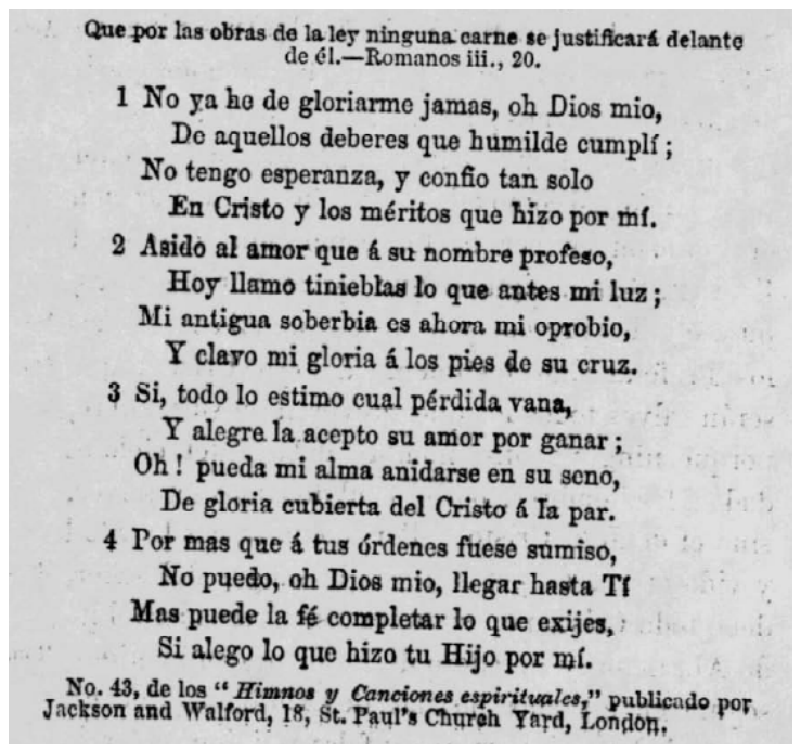 Que por las obras de la ley ninguna carne se justificará delante
de él.—Romanos iii., 20.
1 No ya he de gloriarme jamas, oh Dios mio,
De aquellos deberes que humilde cumplí;
No tengo esperanza, y confio tan solo
En Cristo y los méritos que hizo por mí.
2 Asido al amor que á su nombre profeso,
Hoy llamo tinieblas lo que antes mi luz;
Mi antigua soberbia es ahora mi oprobio,
Y clavo mi gloria á los pies de su cruz.
3 Si, todo lo estimo cual pérdida vana,
Y alegre la acepto su amor por ganar;
Oh! pueda mi alma anidarse en su seno,
De gloria cubierta del Cristo á la par.
4 Por mas que á tus órdenes fuese sumiso,
No puedo, oh Dios mio, llegar hasta Tí
Mas puede la fé completar lo que exijes,
Si alego lo que hizo tu Hijo por mí.
No. 43, de los "Himnos y Canciones espirituales," publicado por
Jackson and Walford, 18, St. Paul's Church Yard, London.